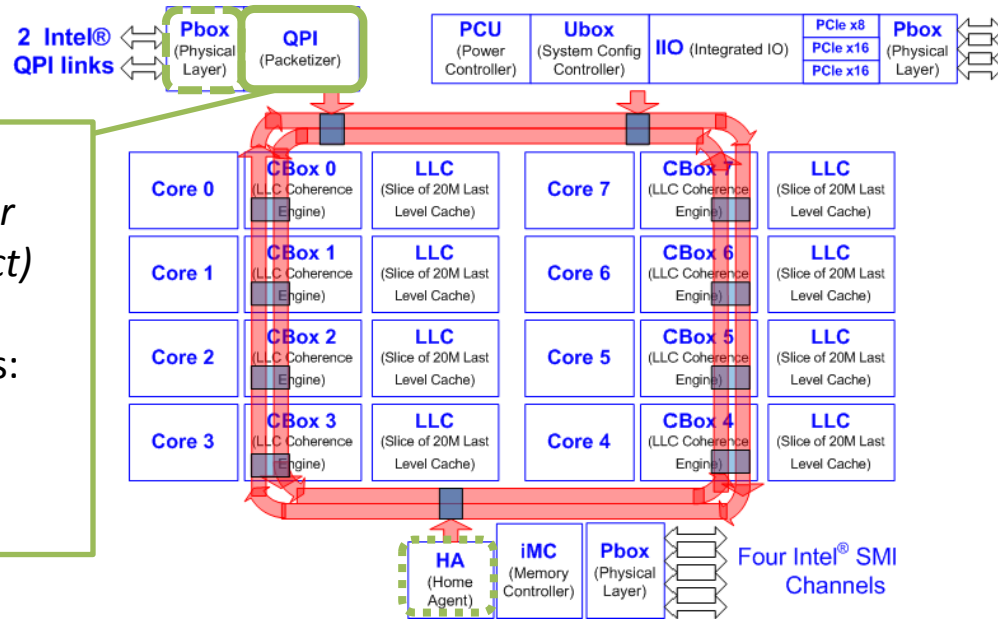 2 Intel®
QPI links
Pbox
(Physical
Layer)
QPI
(Packetizer)
PCU
(Power
Controller)
Ubox
(System Config
Controller)
IIO (Integrated IO)
PCIe x8
PCIe x16
PCIe x16
Pbox
(Physical
Layer)
r
ct)
s:
Core 0
CBox 0
(LLC Coherence
Engine)
LLC
(Slice of 20M Last
Level Cache)
Core 7
CBox 7
(LLC Coherence
Engine)
LLC
(Slice of 20M Last
Level Cache)
Core 1
CBox 1
(LLC Coherence
Engine)
LLC
(Slice of 20M Last
Level Cache)
Core 6
CBox 6
(LLC Coherence
Engine)
LLC
(Slice of 20M Last
Level Cache)
Core 2
CBox 2
(LLC Coherence
Engine)
LLC
(Slice of 20M Last
Level Cache)
Core 5
CBox 5
(LLC Coherence
Engine)
LLC
(Slice of 20M Last
Level Cache)
Core 3
CBox 3
(LLC Coherence
Engine)
LLC
(Slice of 20M Last
Level Cache)
Core 4
CBox 4
(LLC Coherence
Engine)
LLC
(Slice of 20M Last
Level Cache)
HA
(Home
Agent)
iMC
(Memory
Controller)
Pbox
(Physical
Layer)
Four Intel® SMI
Channels